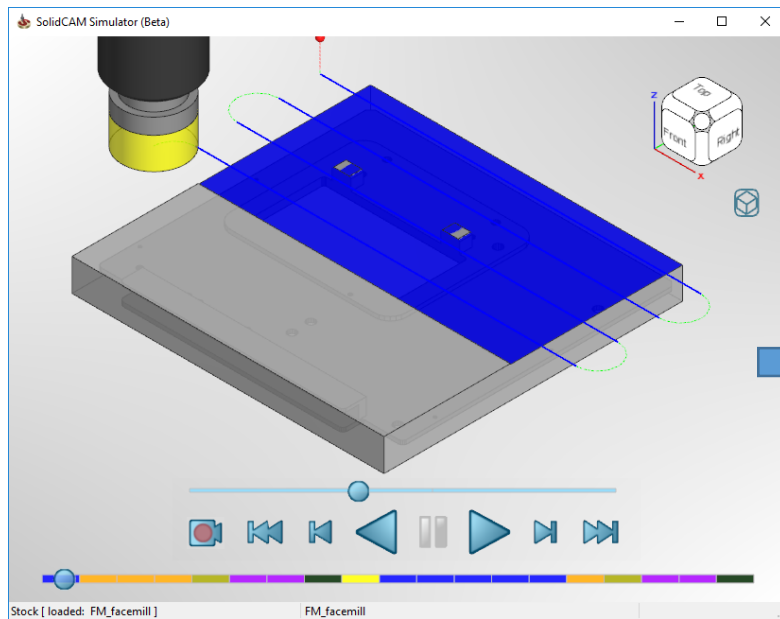 SolidCAM Simulator (Beta)
Top
Z
Front
Right
X
Stock [ loaded: FM_facemill ]
FM_facemill